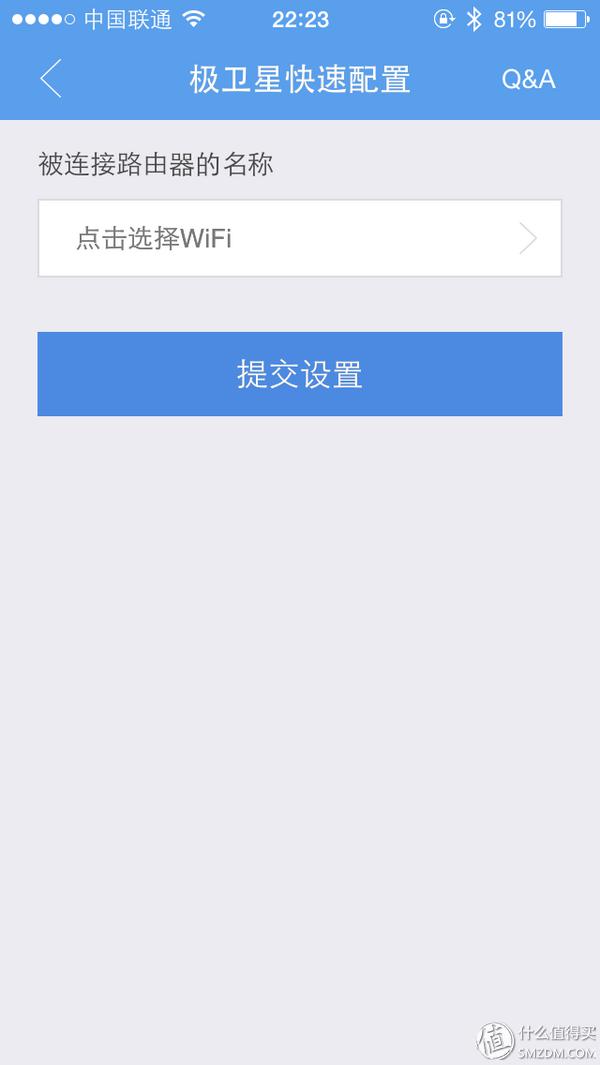 中国联通 22:23 81%
极卫星快速配置 Q&A
被连接路由器的名称
点击选择WiFi
提交设置
值 什么值得买
SMZDM.COM